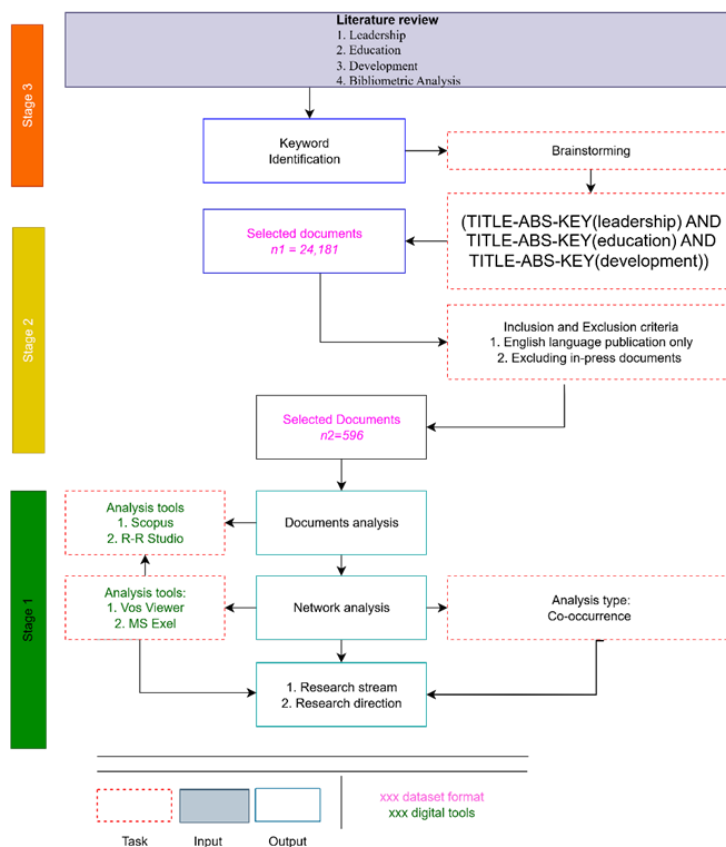 Literature review
1. Leadership
2. Education
3. Development
4. Bibliometric Analysis
Stage 3
Keyword
Identification
Brainstorming
Selected documents
n1 = 24,181
(TITLE-ABS-KEY(leadership) AND
TITLE-ABS-KEY(education) AND
TITLE-ABS-KEY(development))
Stage 2
Inclusion and Exclusion criteria
1. English language publication only
2. Excluding in-press documents
Selected Documents
n2=596
Stage 1
Analysis tools
1. Scopus
2. R-R Studio
Documents analysis
Analysis tools:
1. Vos Viewer
2. MS Exel
Network analysis
Analysis type:
Co-occurrence
1. Research stream
2. Research direction
Task
Input
Output
xxx dataset format
xxx digital tools